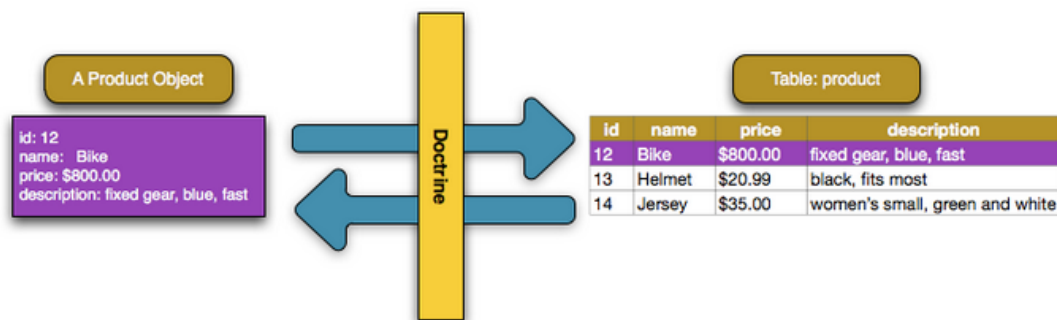 A Product Object
id: 12
name: Bike
price: $800.00
description: fixed gear, blue, fast
Doctrine
Table: product
id name price description
12 Bike $800.00 fixed gear, blue, fast
13 Helmet $20.99 black, fits most
14 Jersey $35.00 women's small, green and white